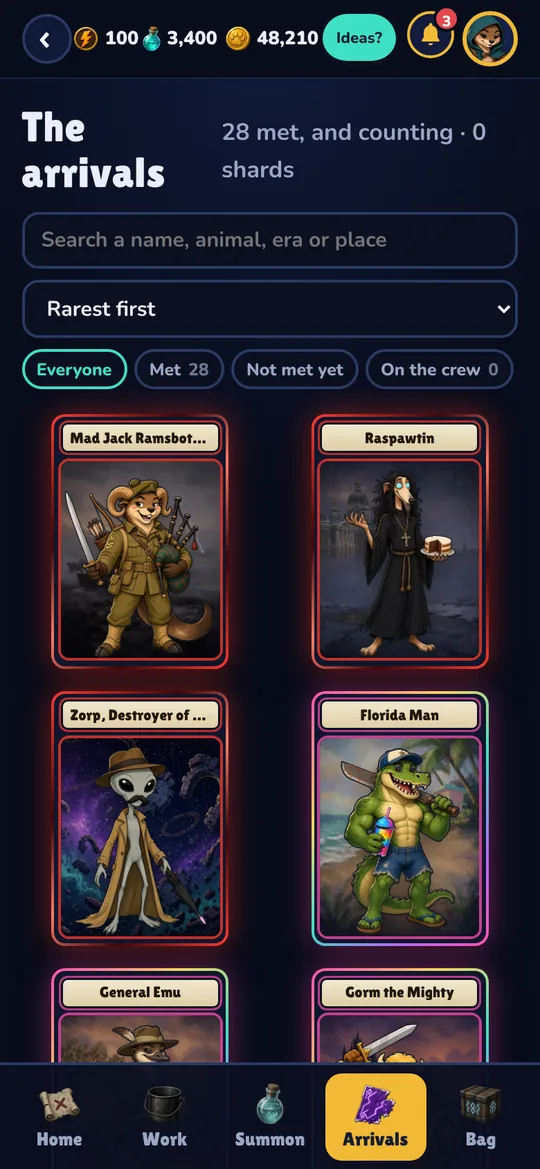 100 3,400 48,210 Ideas? 3
The arrivals
28 met, and counting · 0 shards
Search a name, animal, era or place
Rarest first
Everyone Met 28 Not met yet On the crew 0
Mad Jack Ramsbot... Raspawtin
Zorp, Destroyer of ... Florida Man
General Emu Gorm the Mighty
Home Work Summon Arrivals Bag